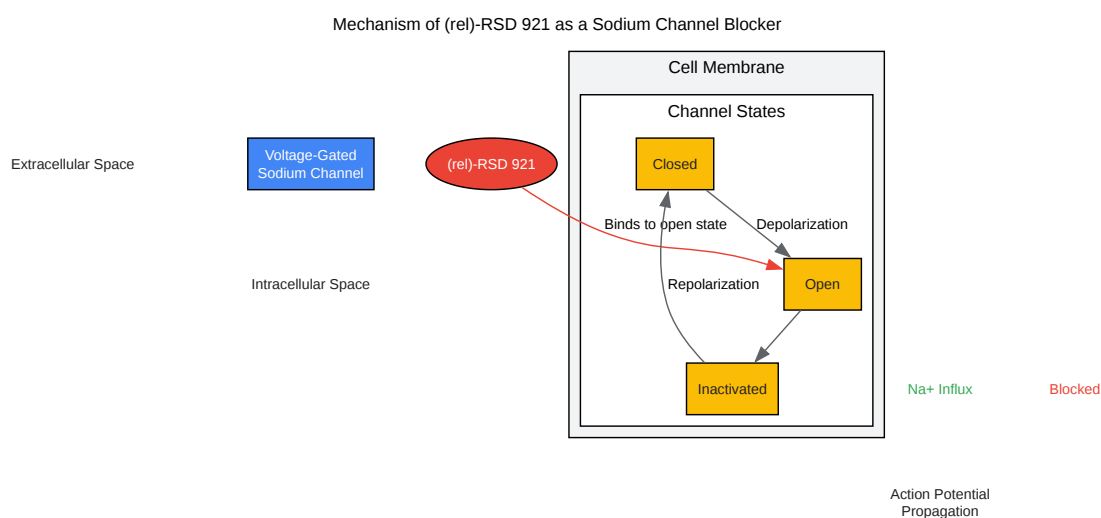 Mechanism of (rel)-RSD 921 as a Sodium Channel Blocker
Cell Membrane
Channel States
Extracellular Space
Voltage-Gated
Sodium Channel
(rel)-RSD 921
Closed
Binds to open state
Depolarization
Intracellular Space
Repolarization
Open
Inactivated
Na+ Influx
Blocked
Action Potential
Propagation